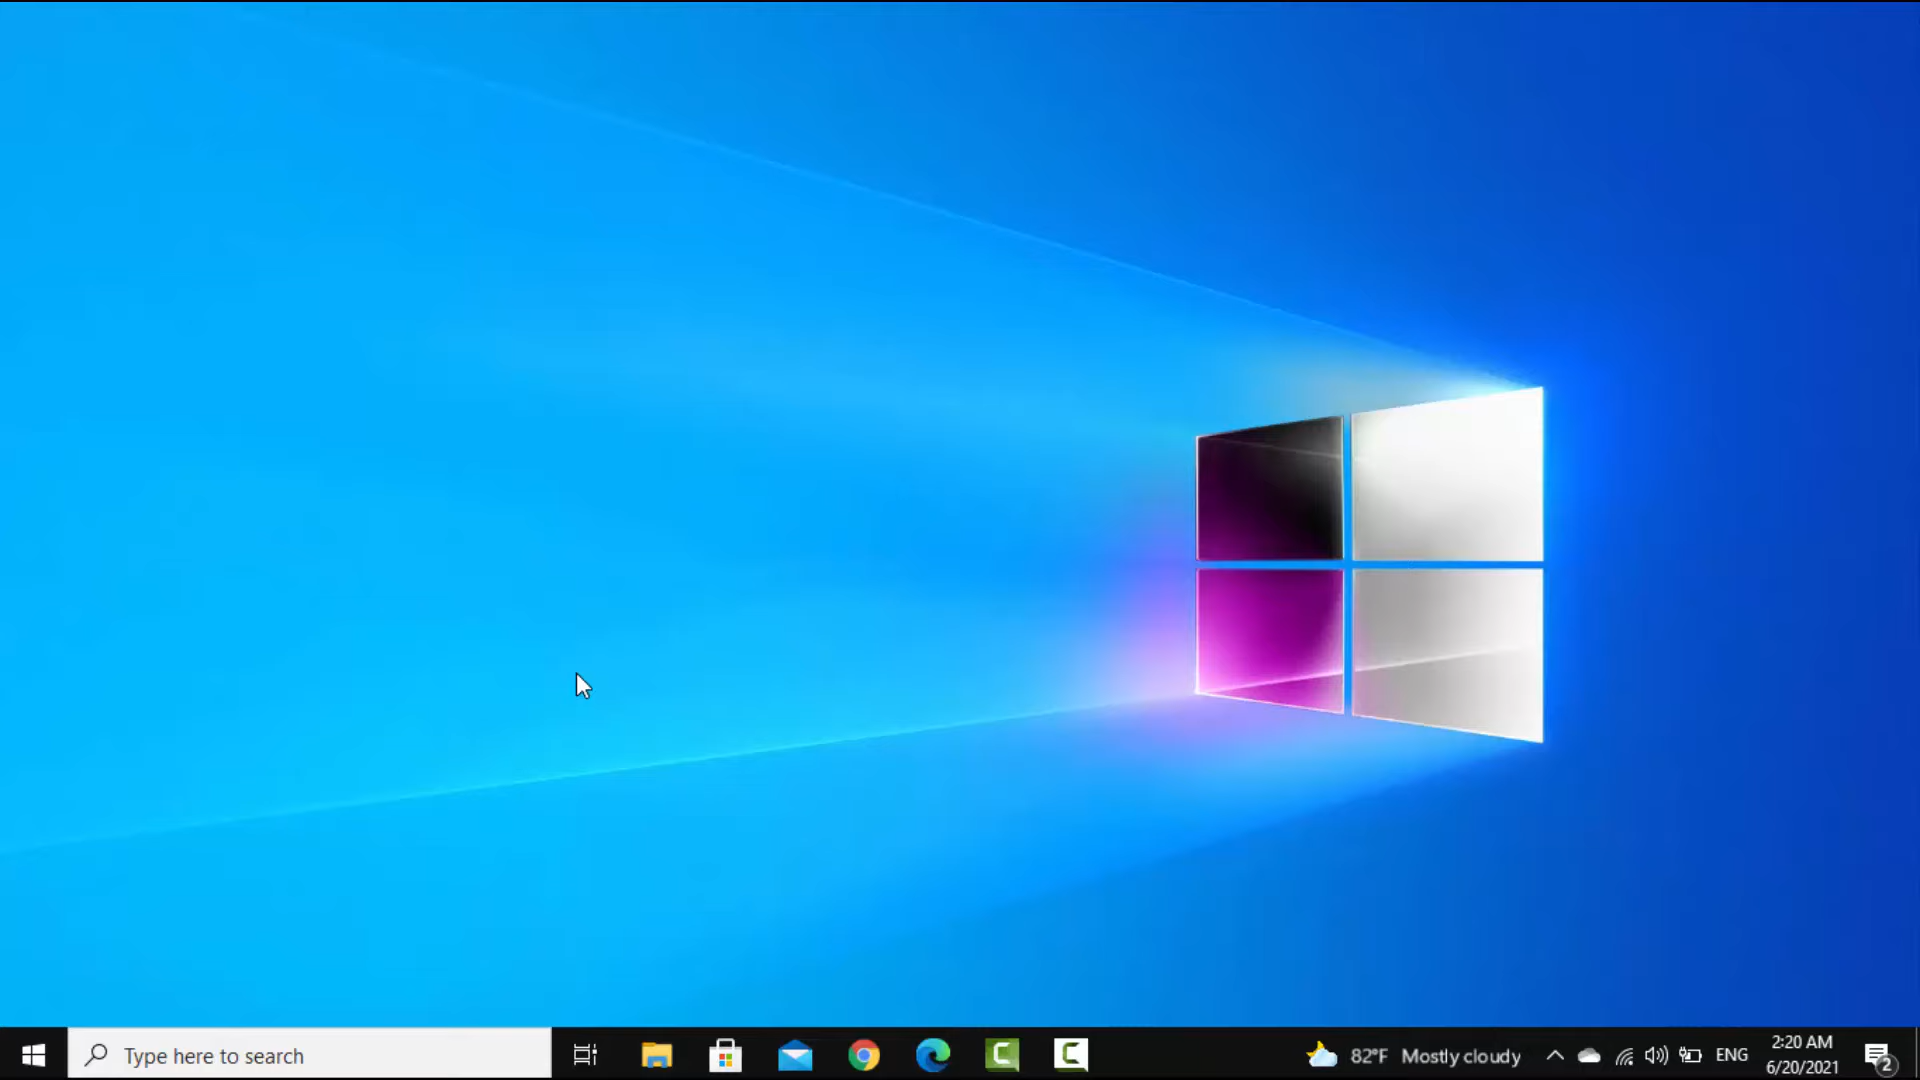 Type here to search
82°F Mostly cloudy
ENG
2:20 AM
6/20/2021
2